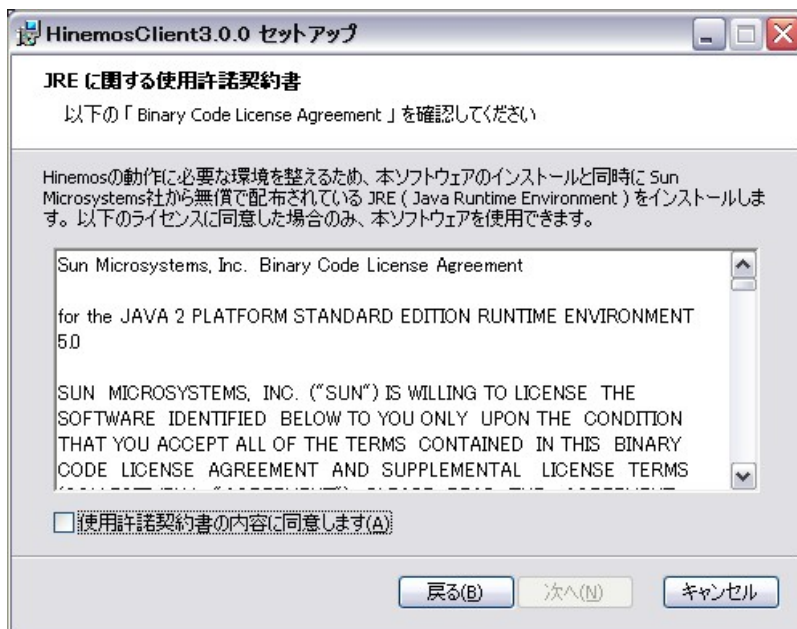 HinemosClient3.0.0 セットアップ
JRE に関する使用許諾契約書
以下の「 Binary Code License Agreement 」を確認してください
Hinemosの動作に必要な環境を整えるため、本ソフトウェアのインストールと同時に Sun
Microsystems社から無償で配布されている JRE ( Java Runtime Environment ) をインストールしま
す。以下のライセンスに同意した場合のみ、本ソフトウェアを使用できます。
Sun Microsystems, Inc. Binary Code License Agreement
for the JAVA 2 PLATFORM STANDARD EDITION RUNTIME ENVIRONMENT
5.0
SUN MICROSYSTEMS, INC. ("SUN") IS WILLING TO LICENSE THE
SOFTWARE IDENTIFIED BELOW TO YOU ONLY UPON THE CONDITION
THAT YOU ACCEPT ALL OF THE TERMS CONTAINED IN THIS BINARY
CODE LICENSE AGREEMENT AND SUPPLEMENTAL LICENSE TERMS
使用許諾契約書の内容に同意します(A)
戻る(B)
次へ(N)
キャンセル